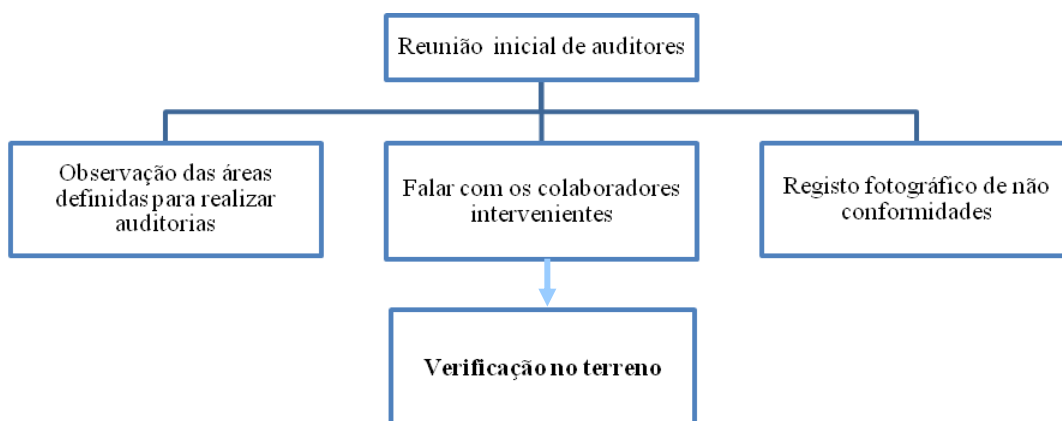 Reunião inicial de auditores
Observação das áreas
definidas para realizar
auditorias
Falar com os colaboradores
intervenientes
Registo fotográfico de não
conformidades
Verificação no terreno